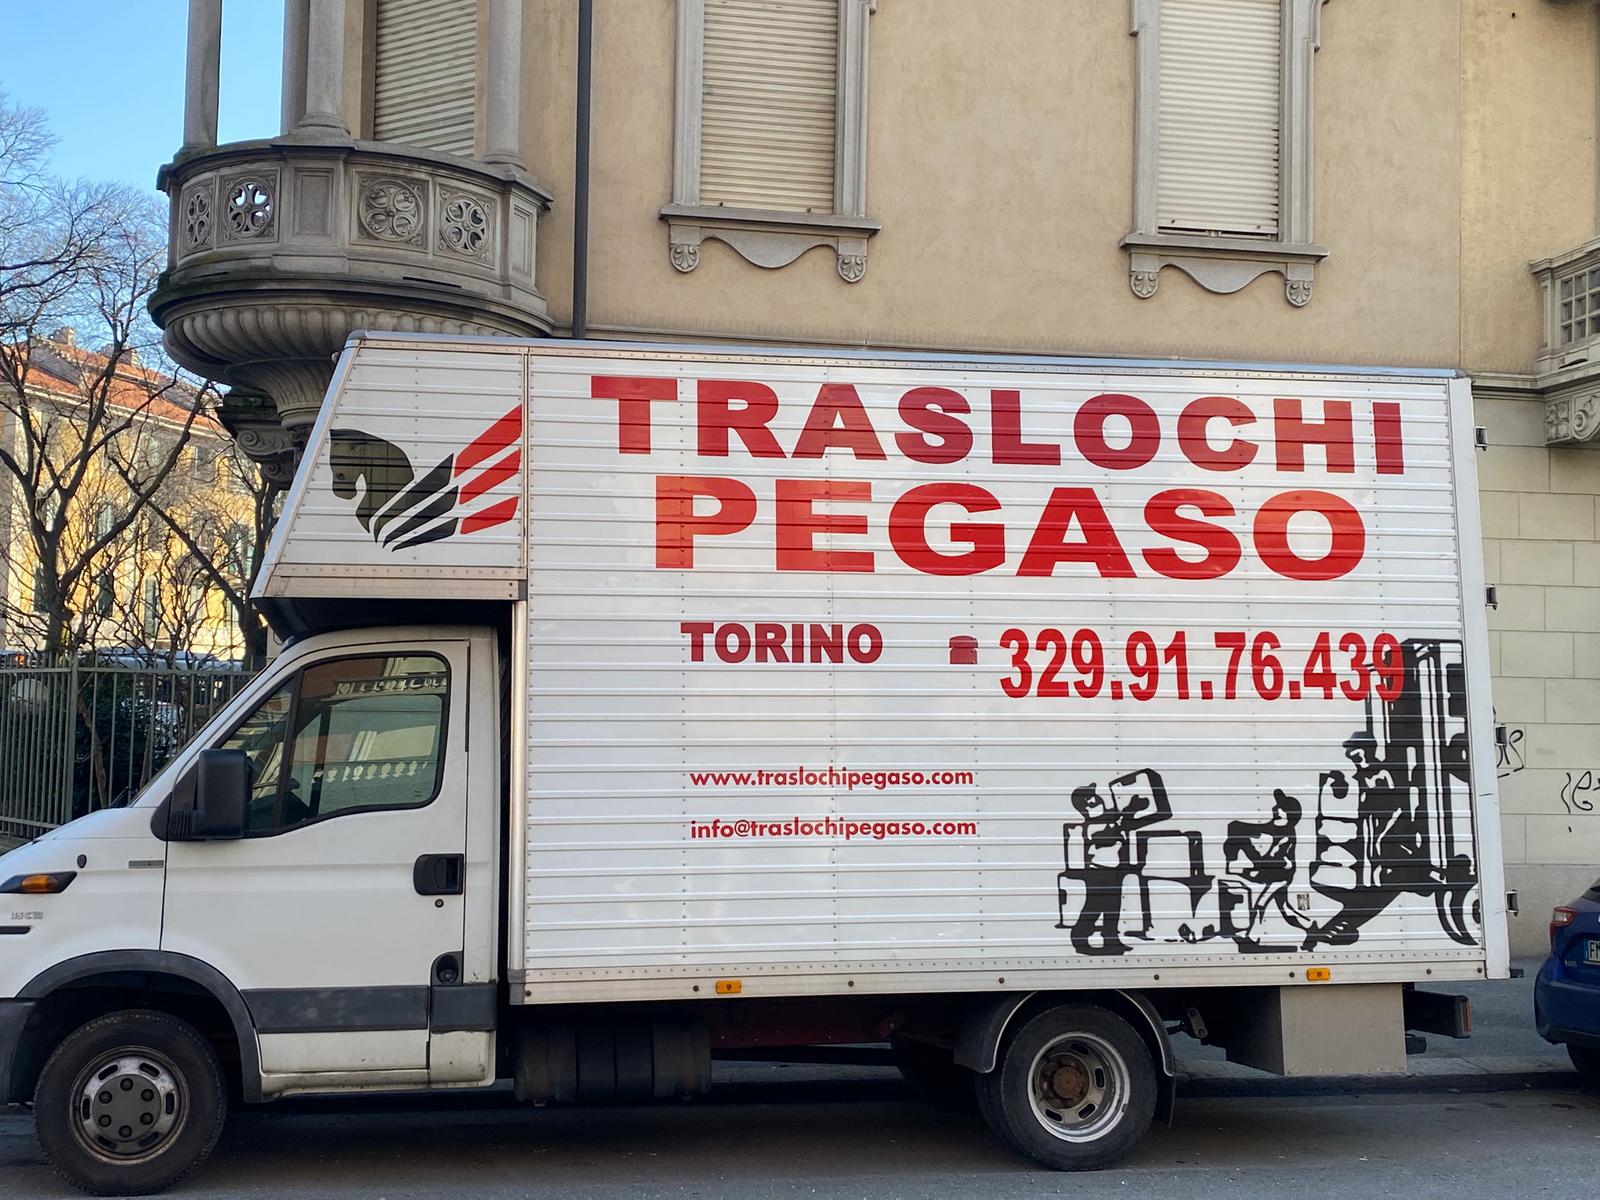 TRASLOCHI
PEGASO
TORINO 329.91.76.439
www.traslochipegaso.com
info@traslochipegaso.com